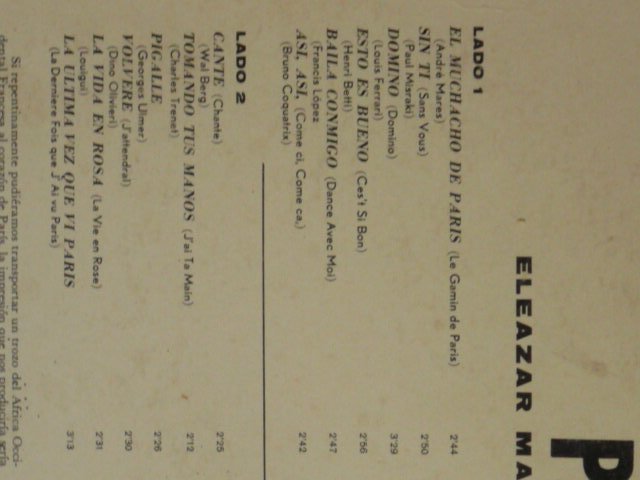 P
ELEAZAR MA
LADO 1
EL MUCHACHO DE PARIS (Le Gamin de Paris) 2'44
(André Mares)
SIN TI (Sans Vous) 2'50
(Paul Misraki)
DOMINO (Domino) 3'29
(Louis Ferrari)
ESTO ES BUENO (Ces't Si Bon) 2'56
(Henri Betti)
BAILA CONMIGO (Dance Avec Moi) 2'47
(Francis López
ASI, ASI, (Come ci, Come ca,) 2'42
(Bruno Coquatrix)
LADO 2
CANTE (Chante) 2'25
(Wal Berg)
TOMANDO TUS MANOS (J'ai Ta Main) 2'12
(Charles Trenet)
PIGALLE 2'26
(Georges Ulmer)
VOLVERE (J'attendrai) 2'30
(Dino Olivieri)
LA VIDA EN ROSA (La Vie en Rose) 2'31
(Louigui)
LA ULTIMA VEZ QUE VI PARIS 3'13
(La Derniere Fois que J'Ai vu Paris)
Si repentinamente pudiéramos transportar un trozo del Africa Occi-
dental Francesa al corazón de París, la impresión que nos produciría sería